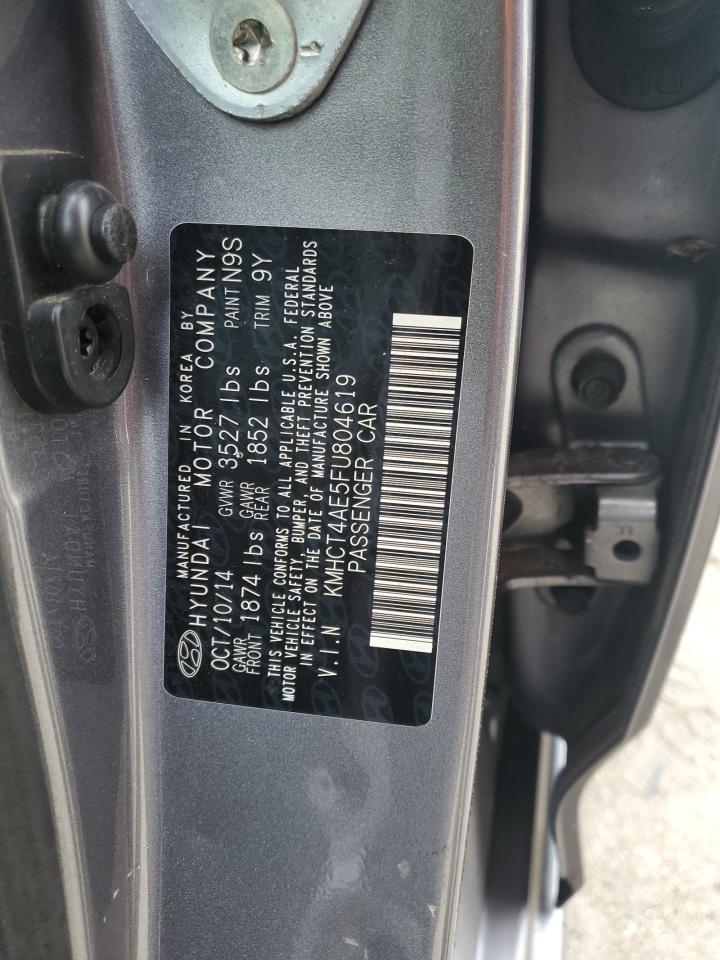 MANUFACTURED IN KOREA BY
HYUNDAI MOTOR COMPANY
OCT/10/14 GVWR 3527 lbs PAINT N9S
GAWR FRONT 1874 lbs GAWR REAR 1852 lbs TRIM 9Y
THIS VEHICLE CONFORMS TO ALL APPLICABLE U.S.A. FEDERAL
MOTOR VEHICLE SAFETY, BUMPER, AND THEFT PREVENTION STANDARDS
IN EFFECT ON THE DATE OF MANUFACTURE SHOWN ABOVE
V.I.N KMHCT4AE5FU804619
PASSENGER CAR
RH